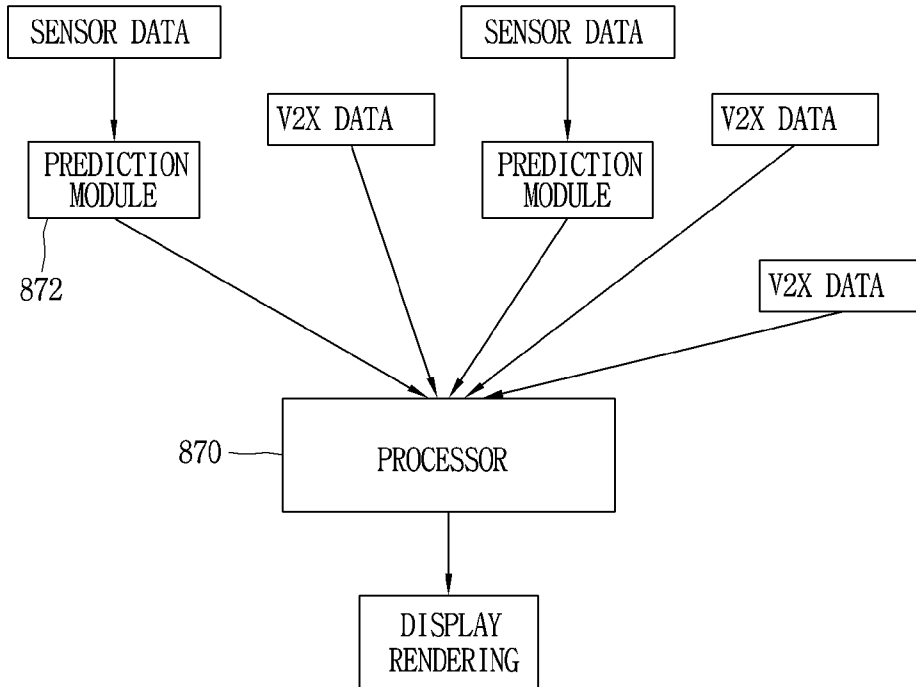 SENSOR DATA
SENSOR DATA
V2X DATA
V2X DATA
PREDICTION
MODULE
PREDICTION
MODULE
872
V2X DATA
870
PROCESSOR
DISPLAY
RENDERING